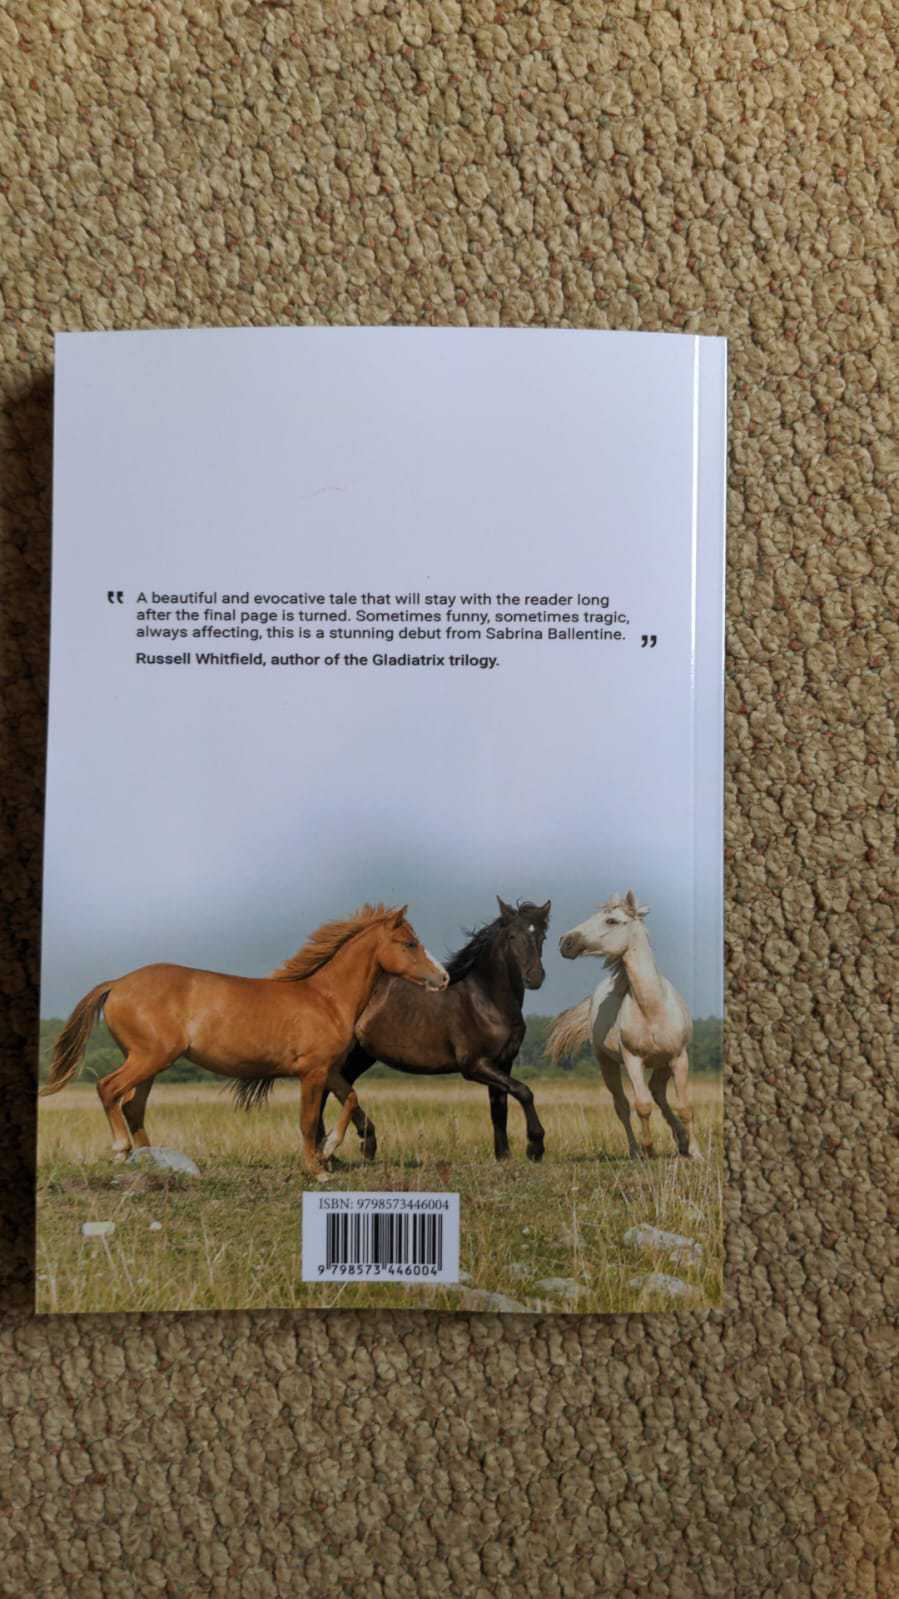 “ A beautiful and evocative tale that will stay with the reader long
after the final page is turned. Sometimes funny, sometimes tragic,
always affecting, this is a stunning debut from Sabrina Ballentine. ”
Russell Whitfield, author of the Gladiatrix trilogy.
ISBN: 9798573446004
9 798573 446004